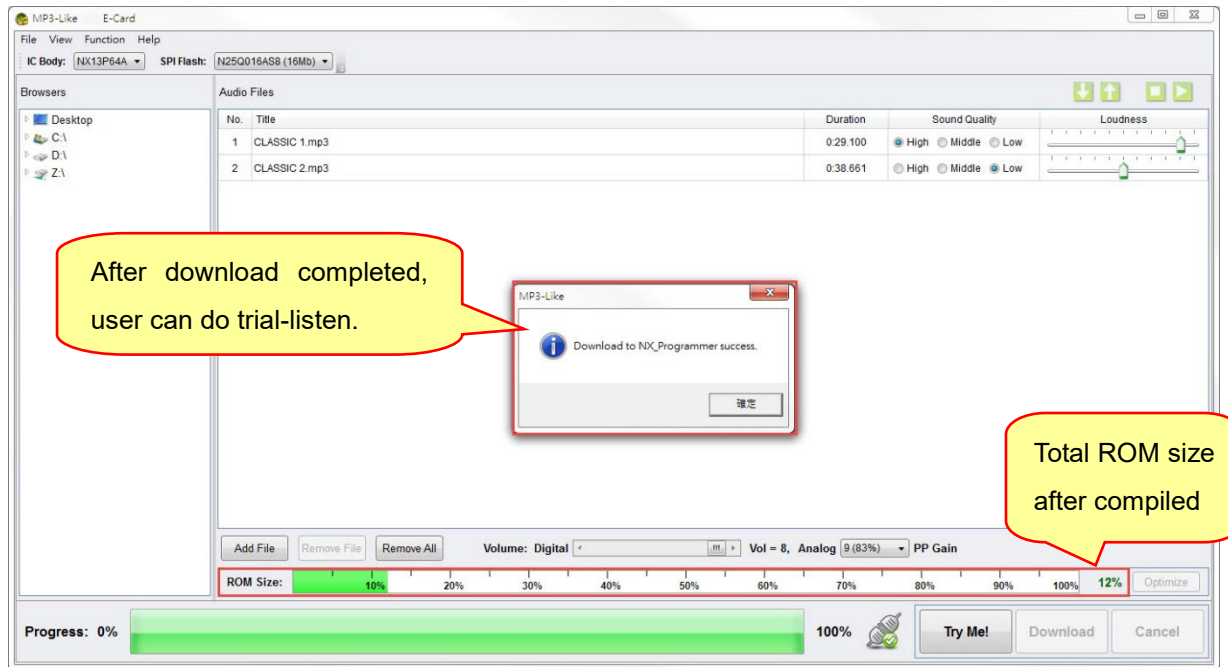 MP3-Like E-Card
File View Function Help
IC Body: NX13P64A SPI Flash: N25Q016AS8 (16Mb)
Browsers
Audio Files
Desktop
C:\
D:\
Z:\
No. Title Duration Sound Quality Loudness
1 CLASSIC 1.mp3 0:29.100 High Middle Low
2 CLASSIC 2.mp3 0:38.661 High Middle Low
After download completed,
user can do trial-listen.
MP3-Like
Download to NX_Programmer success.
確定
Total ROM size
after compiled
Add File Remove File Remove All Volume: Digital Vol = 8, Analog 9 (83%) PP Gain
ROM Size: 10% 20% 30% 40% 50% 60% 70% 80% 90% 100% 12% Optimize
Progress: 0% 100% Try Me! Download Cancel